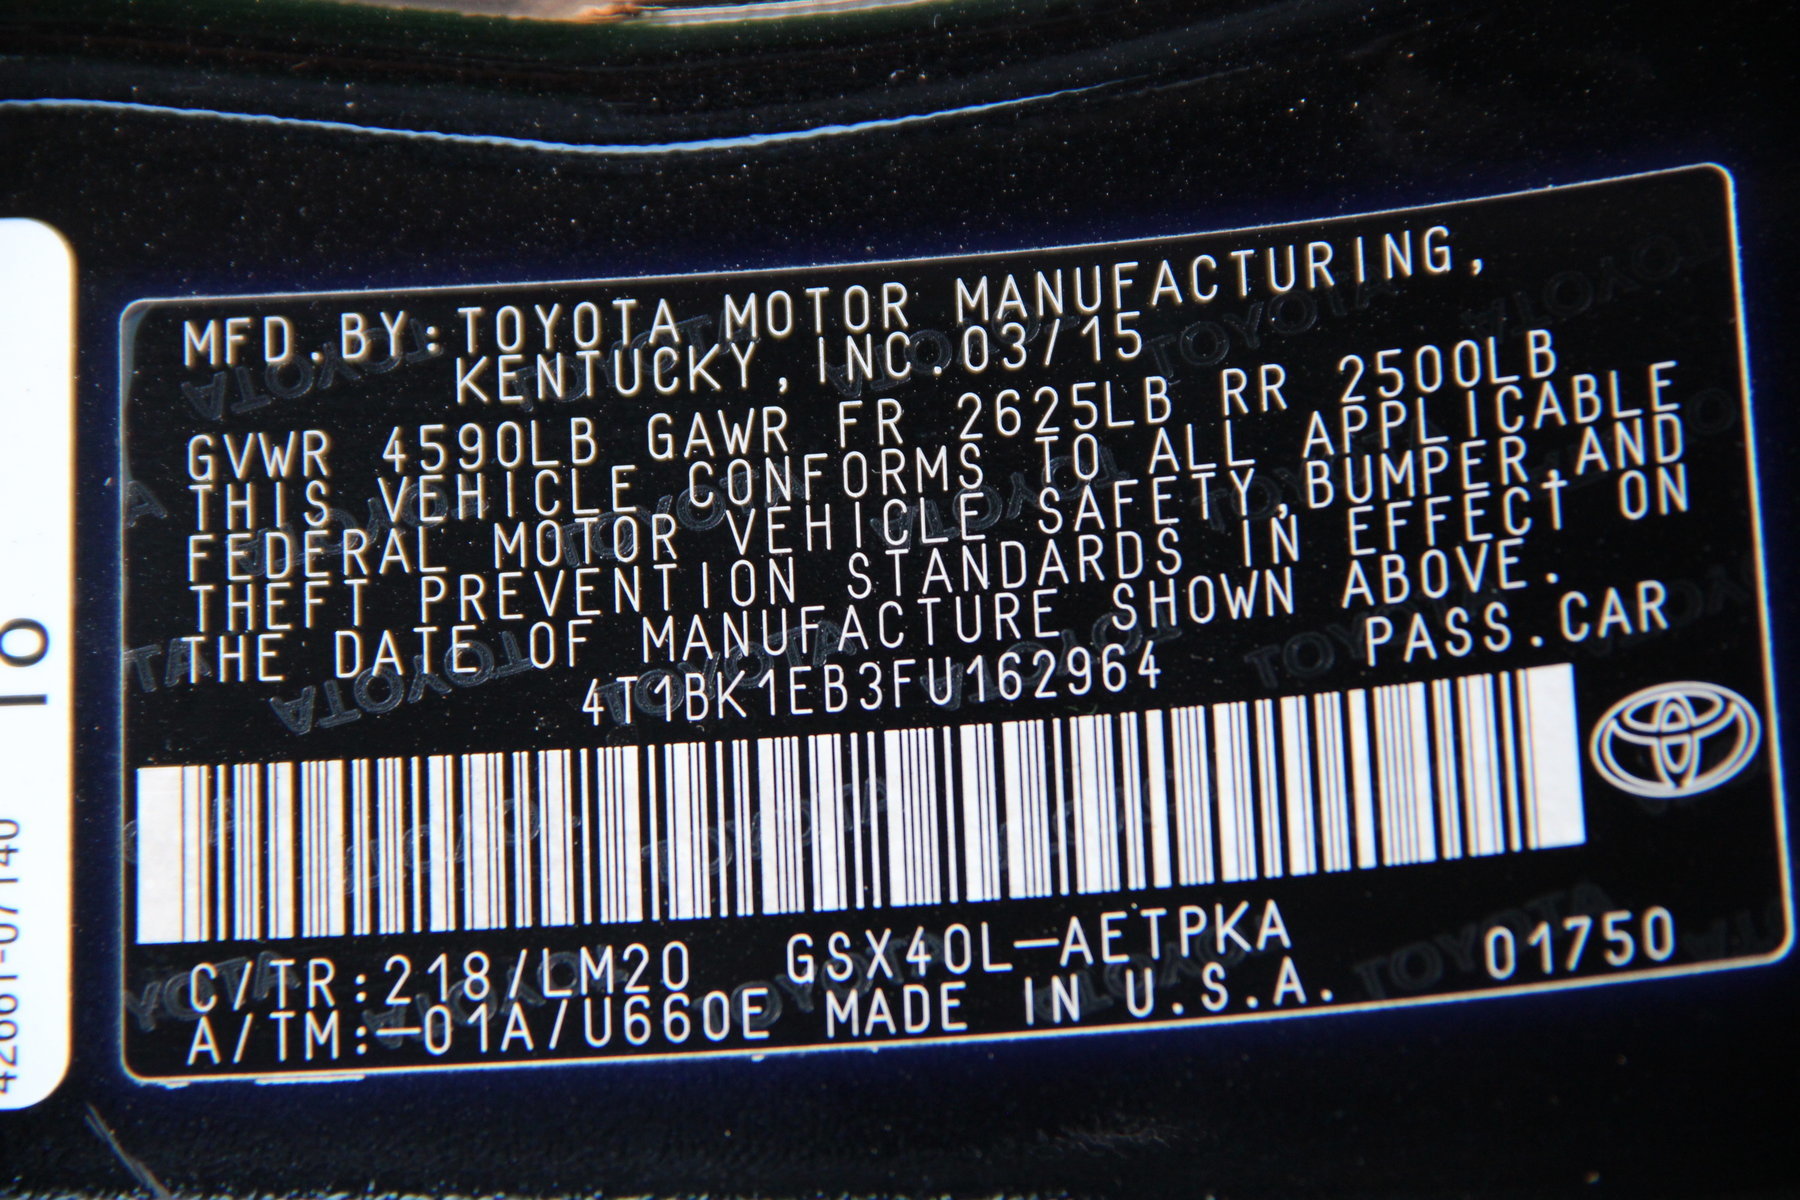 MFD.BY:TOYOTA MOTOR MANUFACTURING,
KENTUCKY, INC.03/15
GVWR 4590LB GAWR FR 2625LB RR 2500LB
THIS VEHICLE CONFORMS TO ALL APPLICABLE
FEDERAL MOTOR VEHICLE SAFETY,BUMPER,AND
THEFT PREVENTION STANDARDS IN EFFECT ON
THE DATE OF MANUFACTURE SHOWN ABOVE.
4T1BK1EB3FU162964 PASS.CAR
C/TR:218/LM20 GSX40L-AETPKA 01750
A/TM:-01A/U660E MADE IN U.S.A.
TOYOTA